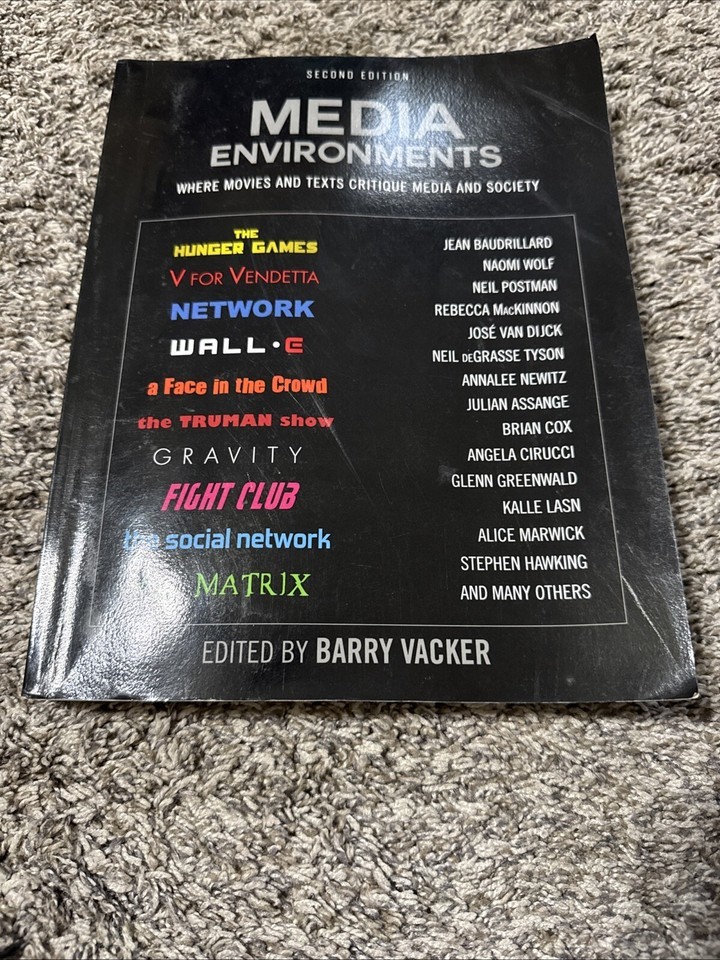 SECOND EDITION
MEDIA
ENVIRONMENTS
WHERE MOVIES AND TEXTS CRITIQUE MEDIA AND SOCIETY
THE
HUNGER GAMES
V FOR VENDETTA
NETWORK
WALL•E
a Face in the Crowd
the TRUMAN show
GRAVITY
FIGHT CLUB
the social network
MATRIX
JEAN BAUDRILLARD
NAOMI WOLF
NEIL POSTMAN
REBECCA MACKINNON
JOSÉ VAN DIJCK
NEIL DEGRASSE TYSON
ANNALEE NEWITZ
JULIAN ASSANGE
BRIAN COX
ANGELA CIRUCCI
GLENN GREENWALD
KALLE LASN
ALICE MARWICK
STEPHEN HAWKING
AND MANY OTHERS
EDITED BY BARRY VACKER